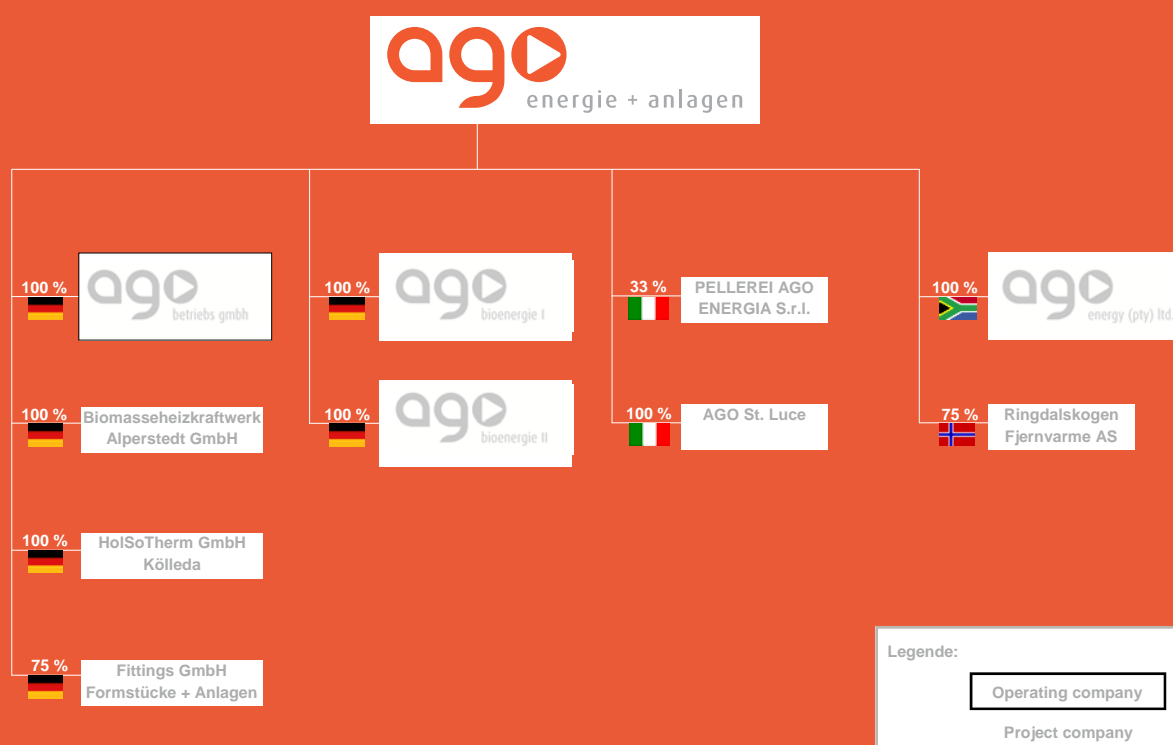 ago
energie + anlagen
100 %
ago
betriebs gmbh
100 %
ago
bioenergie I
33 %
PELLEREI AGO
ENERGIA S.r.l.
100 %
ago
energy (pty) ltd.
100 %
Biomasseheizkraftwerk
Alperstedt GmbH
100 %
ago
bioenergie II
100 %
AGO St. Luce
75 %
Ringdalskogen
Fjernvarme AS
100 %
HolSoTherm GmbH
Kölleda
75 %
Fittings GmbH
Formstücke + Anlagen
Legende:
Operating company
Project company